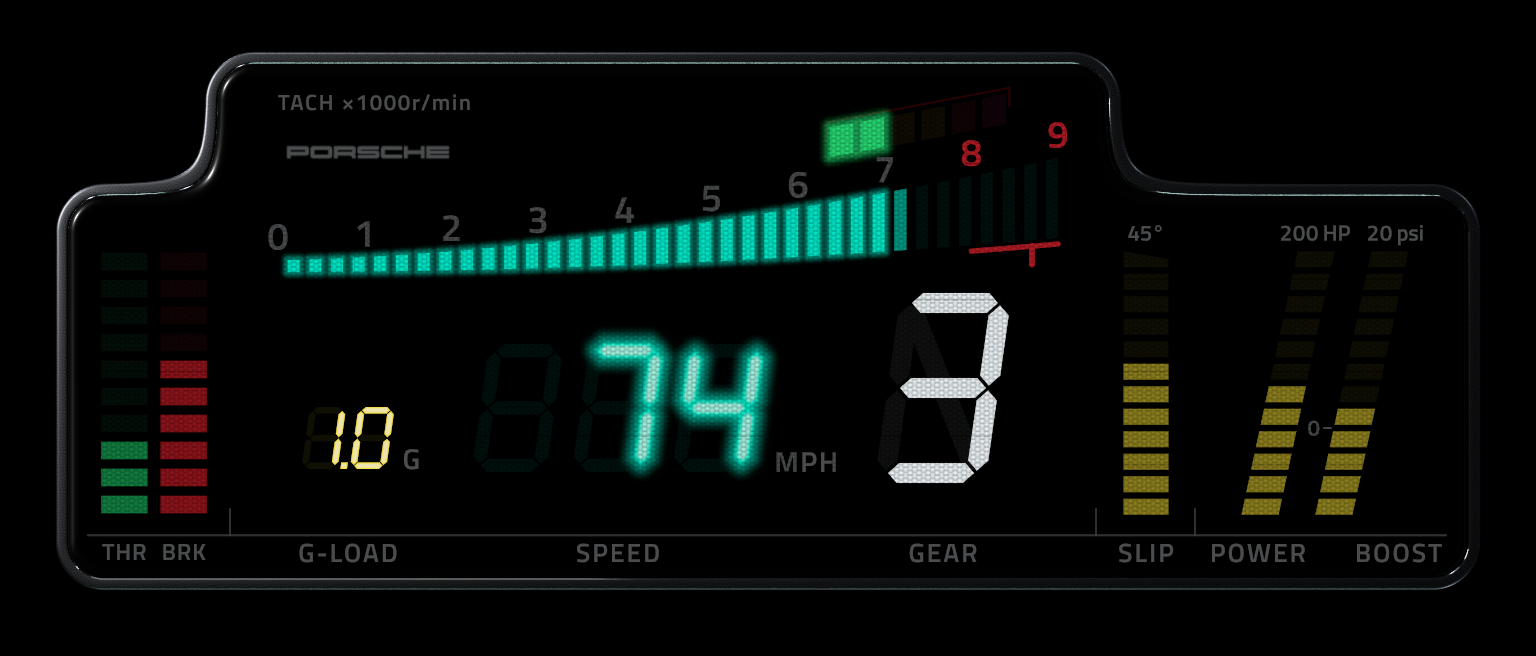 TACH ×1000r/min
PORSCHE
0 1 2 3 4 5 6 7 8 9
45°
200 HP 20 psi
1.0 G
74 MPH
3
0-
THR BRK G-LOAD SPEED GEAR SLIP POWER BOOST